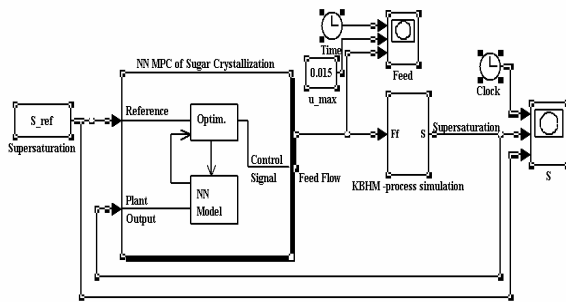 NN MPC of Sugar Crystallization
Time
0.015
u_max
Feed
Clock
S_ref
Supersaturation
Reference
Optim.
Control
Signal
Feed Flow
NN
Model
Plant
Output
Ff
S
KBHM -process simulation
Supersaturation
S